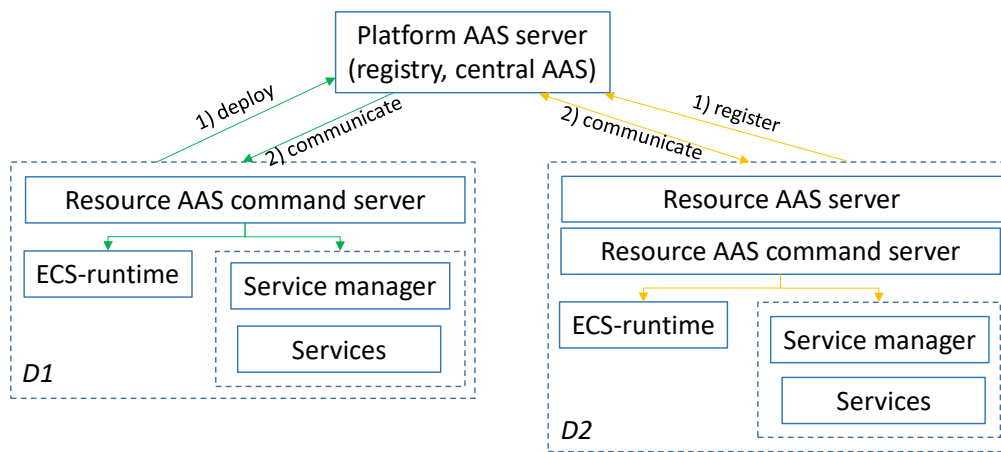 Platform AAS server
(registry, central AAS)
1) deploy
2) communicate
2) communicate
1) register
Resource AAS command server
ECS-runtime
Service manager
Services
D1
Resource AAS server
Resource AAS command server
ECS-runtime
Service manager
Services
D2